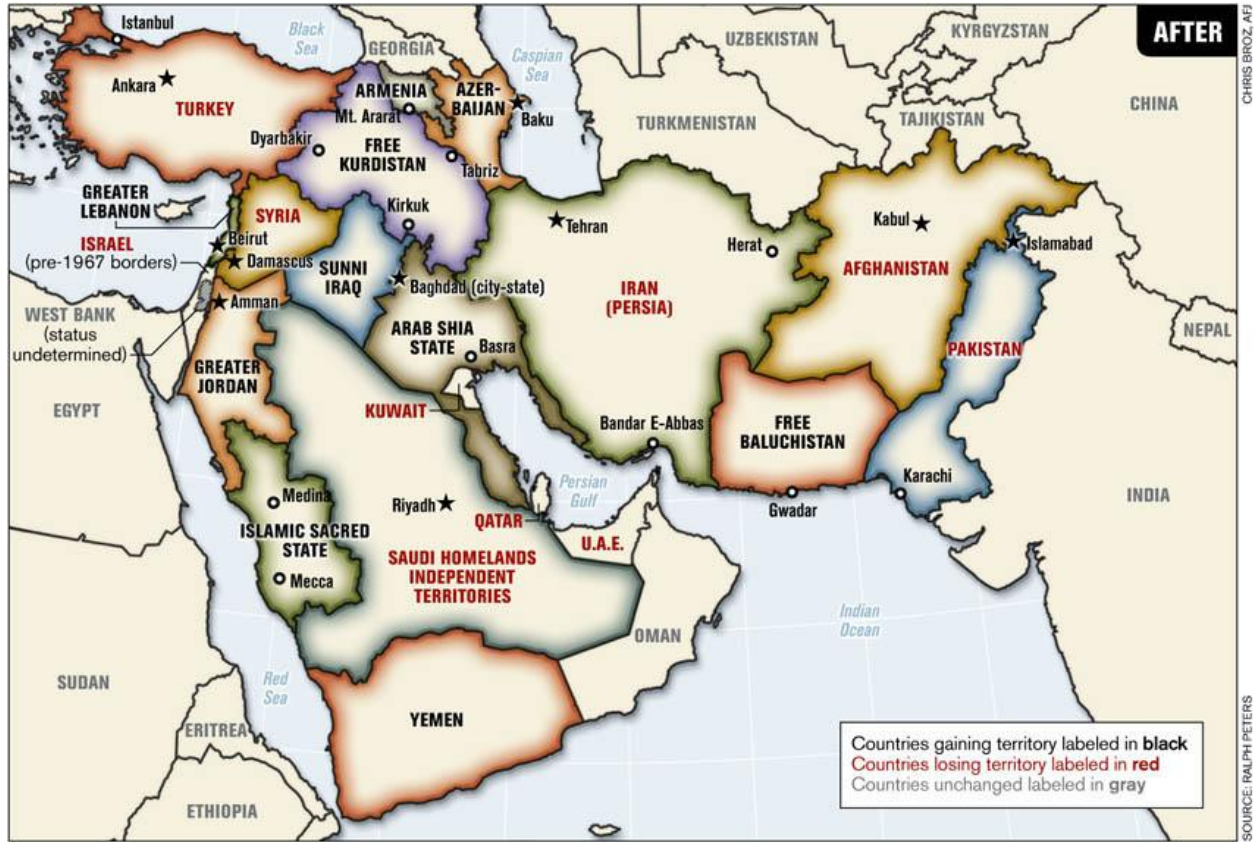 AFTER
CHRIS BROZ, AFJ
Istanbul
Black
Sea
GEORGIA
Caspian
Sea
UZBEKISTAN
KYRGYZSTAN
Ankara
TURKEY
ARMENIA
Mt. Ararat
AZER-
BAIJAN
Baku
TURKMENISTAN
TAJIKISTAN
CHINA
Dyarbakir
FREE
KURDISTAN
Tabriz
GREATER
LEBANON
SYRIA
Kirkuk
Tehran
Herat
Kabul
Islamabad
ISRAEL
(pre-1967 borders)
Beirut
Damascus
SUNNI
IRAQ
Baghdad (city-state)
IRAN
(PERSIA)
AFGHANISTAN
WEST BANK
(status
undetermined)
Amman
ARAB SHIA
STATE
Basra
PAKISTAN
NEPAL
GREATER
JORDAN
EGYPT
KUWAIT
Bandar E-Abbas
FREE
BALUCHISTAN
Karachi
Gwadar
INDIA
Medina
ISLAMIC SACRED
STATE
Mecca
Riyadh
Persian
Gulf
QATAR
U.A.E.
SAUDI HOMELANDS
INDEPENDENT
TERRITORIES
OMAN
Indian
Ocean
SUDAN
Red
Sea
YEMEN
ERITREA
ETHIOPIA
Countries gaining territory labeled in black
Countries losing territory labeled in red
Countries unchanged labeled in gray
SOURCE: RALPH PETERS